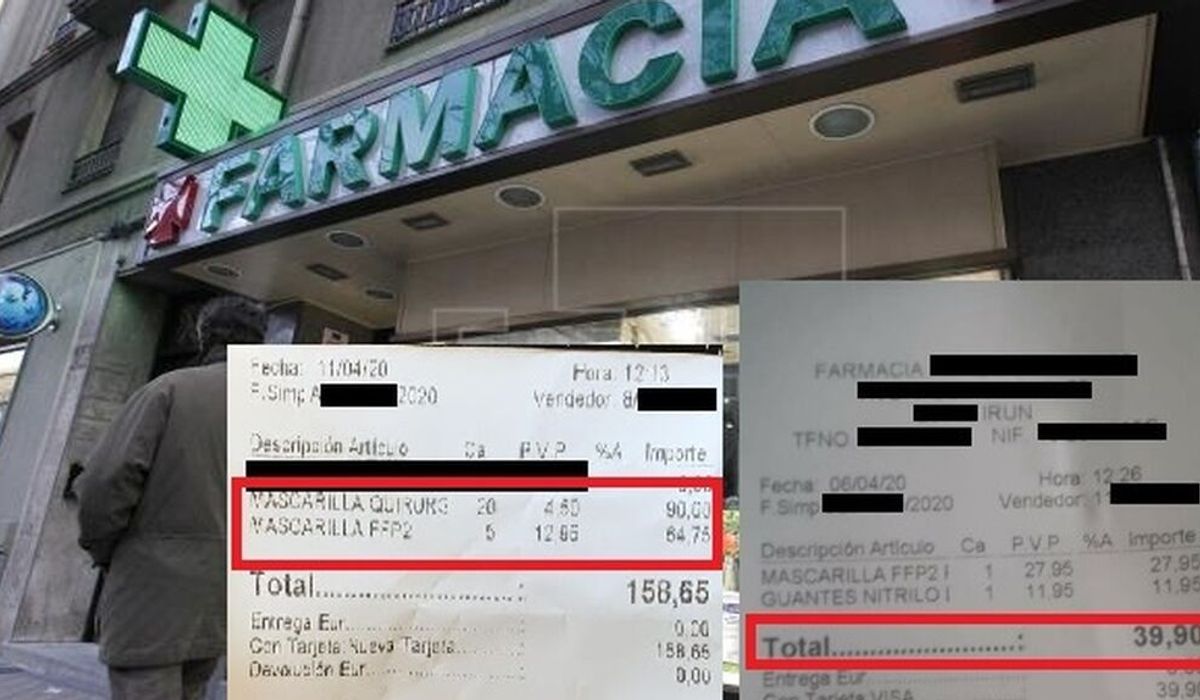 FARMACIA
Fecha: 11/04/20 Hora: 12:13
F.Simp A 2020 Vendedor: 8/
Descripción Artículo Ca P.V.P %A Importe
MASCARILLA QUIRURG 20 4,50 90,00
MASCARILLA FFP2 5 12,95 64,75
Total..............: 158,65
Entrega Eur............: 0,00
Con Tarjeta:Nueva Tarjeta....: 158,65
Devolución Eur...........: 0,00
FARMACIA
IRUN
TFNO NIF
Fecha: 06/04/20 Hora: 12:26
F.Simp /2020 Vendedor: 1
Descripción Artículo Ca P.V.P %A Importe
MASCARILLA FFP2 I 1 27,95 27,95
GUANTES NITRILO I 1 11,95 11,95
Total........................: 39,90
Entrega Eur
Con Tarjeta VISA 39,9